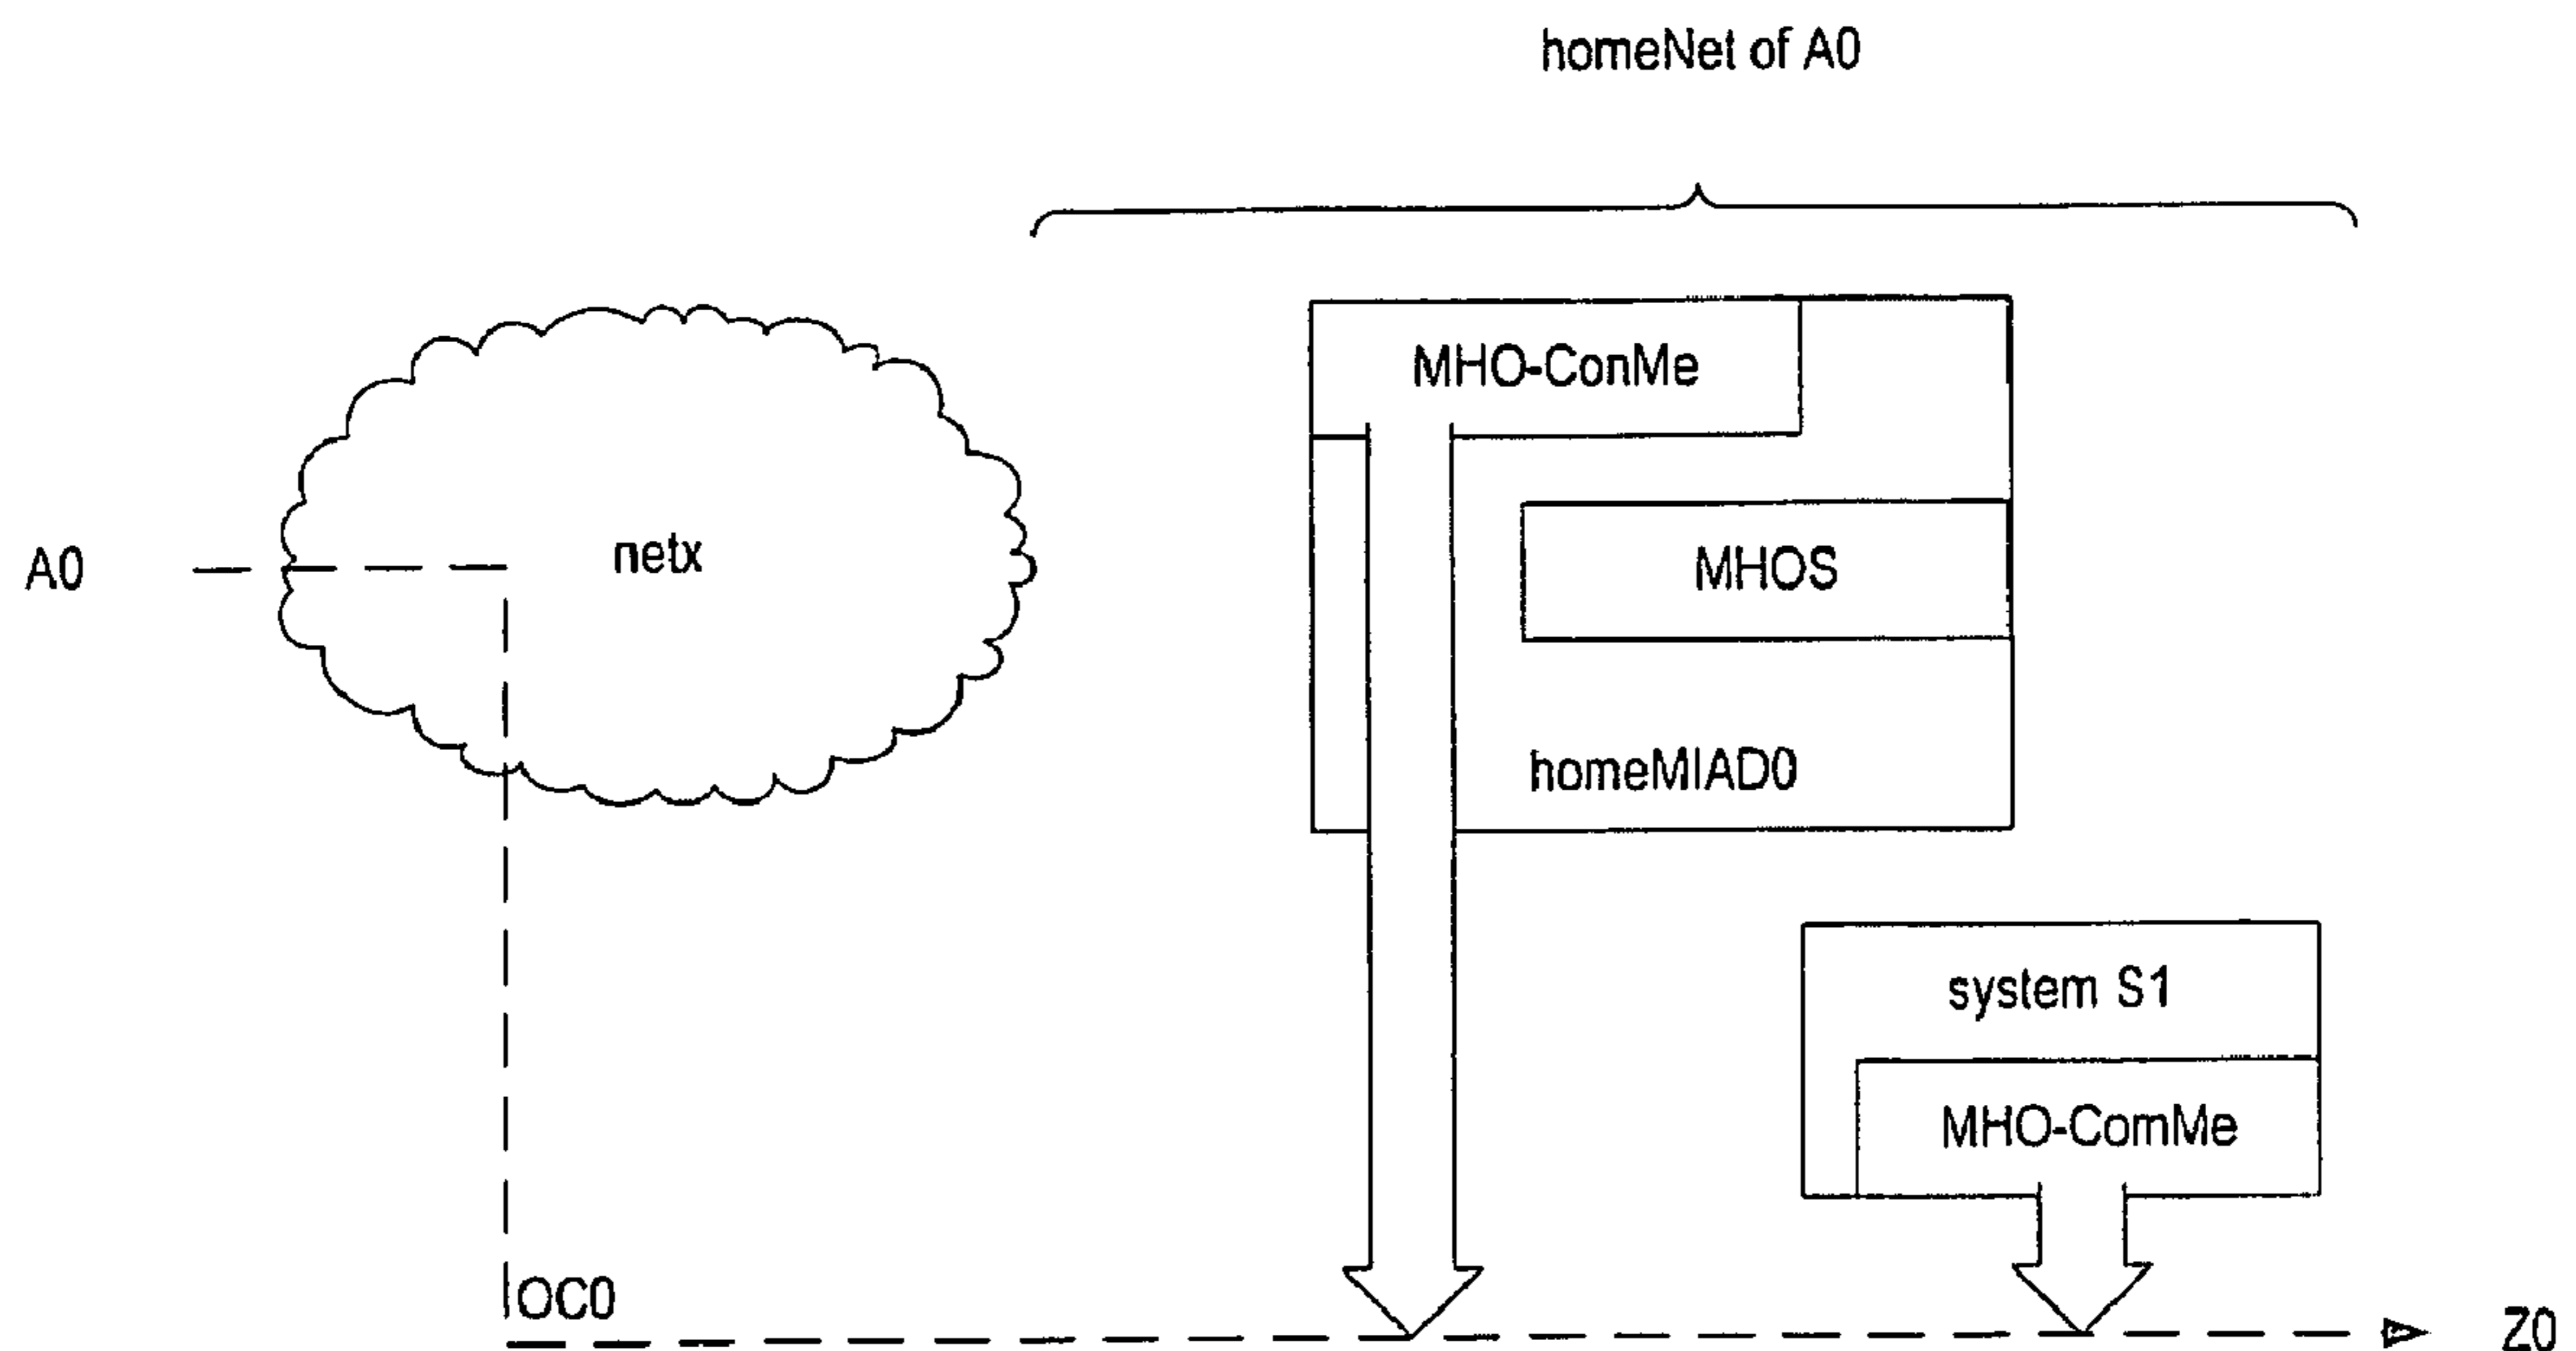 homeNet of A0
MHO-ConMe
A0
netx
MHOS
homeMIAD0
system S1
MHO-ComMe
OC0
Z0